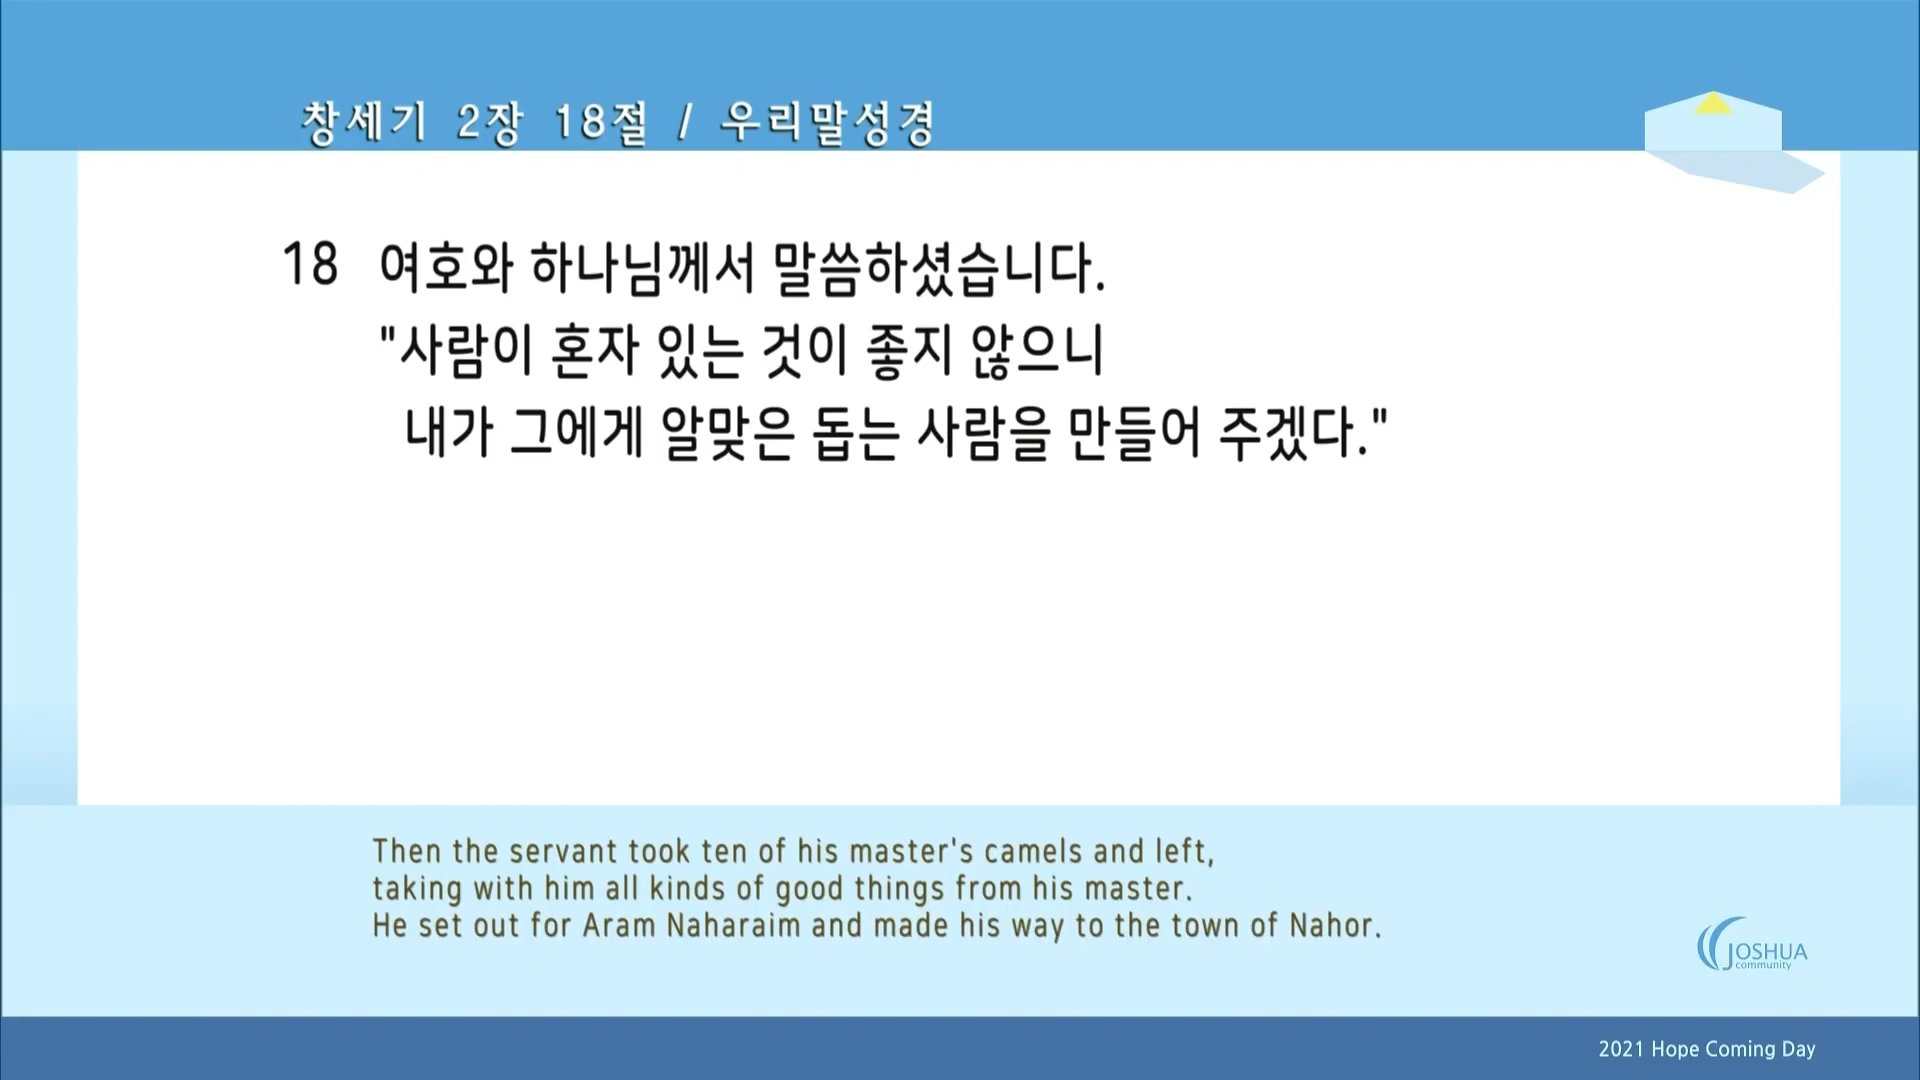 창세기 2장 18절 / 우리말성경
18 여호와 하나님께서 말씀하셨습니다.
"사람이 혼자 있는 것이 좋지 않으니
내가 그에게 알맞은 돕는 사람을 만들어 주겠다."
Then the servant took ten of his master's camels and left,
taking with him all kinds of good things from his master.
He set out for Aram Naharaim and made his way to the town of Nahor.
JOSHUA
community
2021 Hope Coming Day